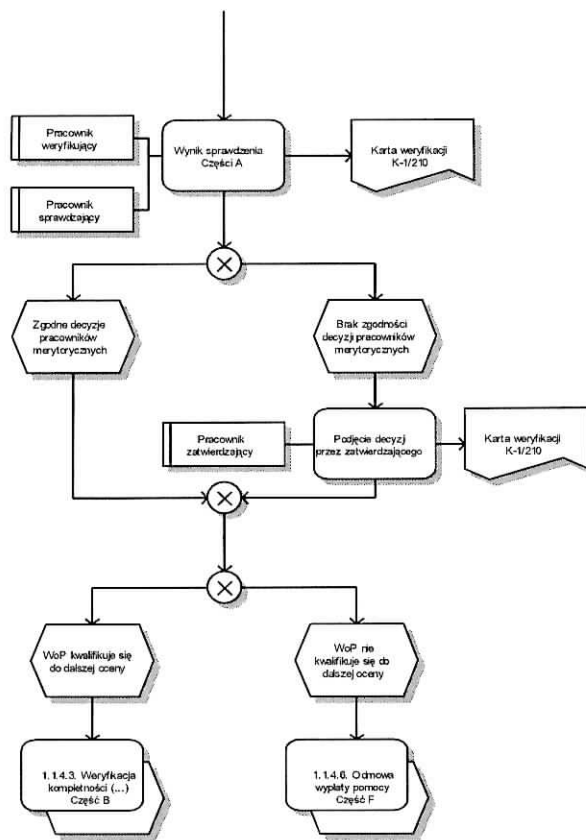 Pracownik
weryfikujący
Wynik sprawdzenia
Części A
Karta weryfikacji
K-1/210
Pracownik
sprawdzający
Zgodne decyzje
pracowników
merytorycznych
Brak zgodności
decyzji pracowników
merytorycznych
Pracownik
zatwierdzający
Podjęcie decyzji
przez zatwierdzającego
Karta weryfikacji
K-1/210
WoP kwalifikuje się
do dalszej oceny
WoP nie
kwalifikuje się do
dalszej oceny
1.1.4.3. Weryfikacja
kompletności (...)
Część B
1.1.4.6. Odmowa
wypłaty pomocy
Część F